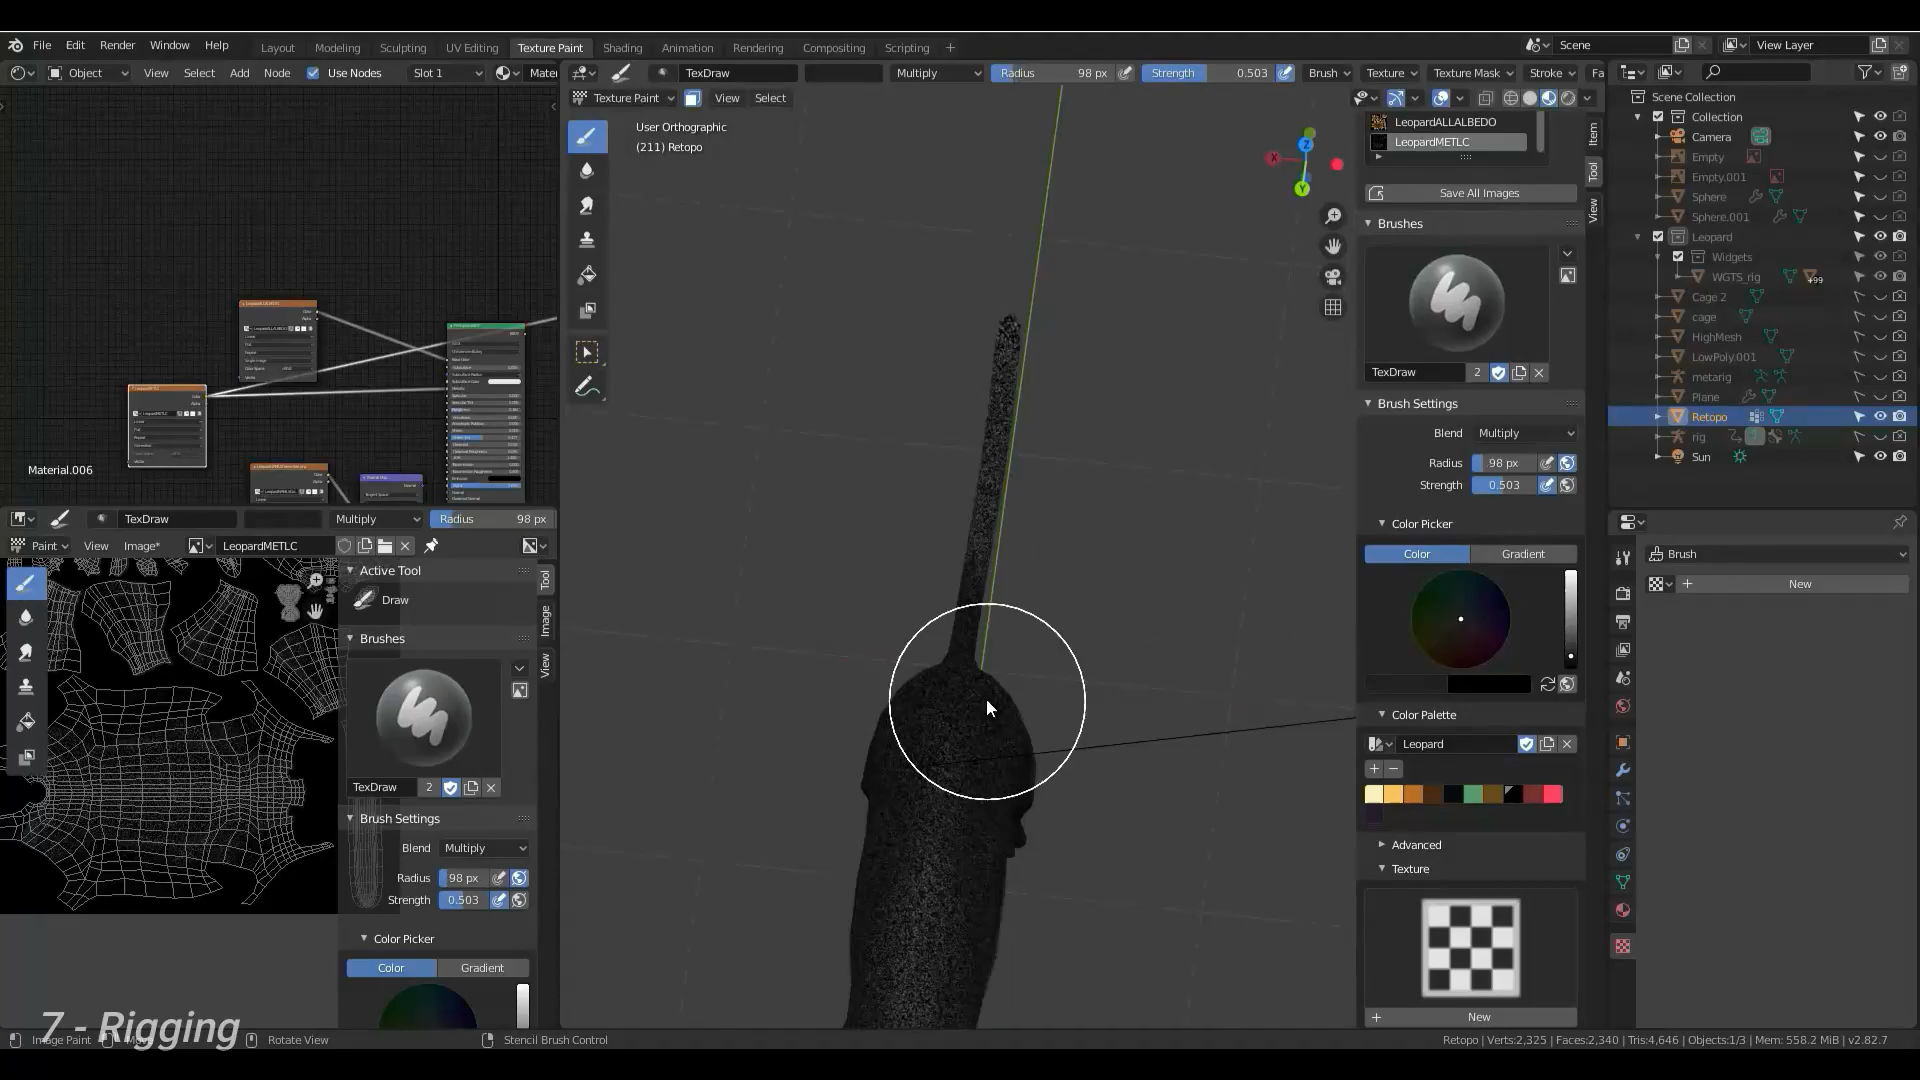 File Edit Render Window Help Layout Modeling Sculpting UV Editing Texture Paint Shading Animation Rendering Compositing Scripting + Scene View Layer
Object View Select Add Node Use Nodes Slot 1 Mate
TexDraw Multiply Radius 98 px Strength 0.503 Brush Texture Texture Mask Stroke Fa
Texture Paint View Select
User Orthographic
(211) Retopo
X Z Y
Material.006
TexDraw Multiply Radius 98 px
Paint View Image* LeopardMETLC
Active Tool
Draw
Brushes
TexDraw 2
Brush Settings
Blend Multiply
Radius 98 px
Strength 0.503
Color Picker
Color Gradient
Tool
Image
View
LeopardALLALBEDO
LeopardMETLC
Save All Images
Brushes
TexDraw 2
Brush Settings
Blend Multiply
Radius 98 px
Strength 0.503
Color Picker
Color Gradient
Color Palette
Leopard
Advanced
Texture
+ New
Item
Tool
View
Scene Collection
Collection
Camera
Empty
Empty.001
Sphere
Sphere.001
Leopard
Widgets
WGTS_rig +99
Cage 2
cage
HighMesh
LowPoly.001
metarig
Plane
Retopo
rig
Sun
Brush
+ New
7 - Rigging
Image Paint Move Rotate View Stencil Brush Control Retopo | Verts:2,325 | Faces:2,340 | Tris:4,646 | Objects:1/3 | Mem: 558.2 MiB | v2.82.7